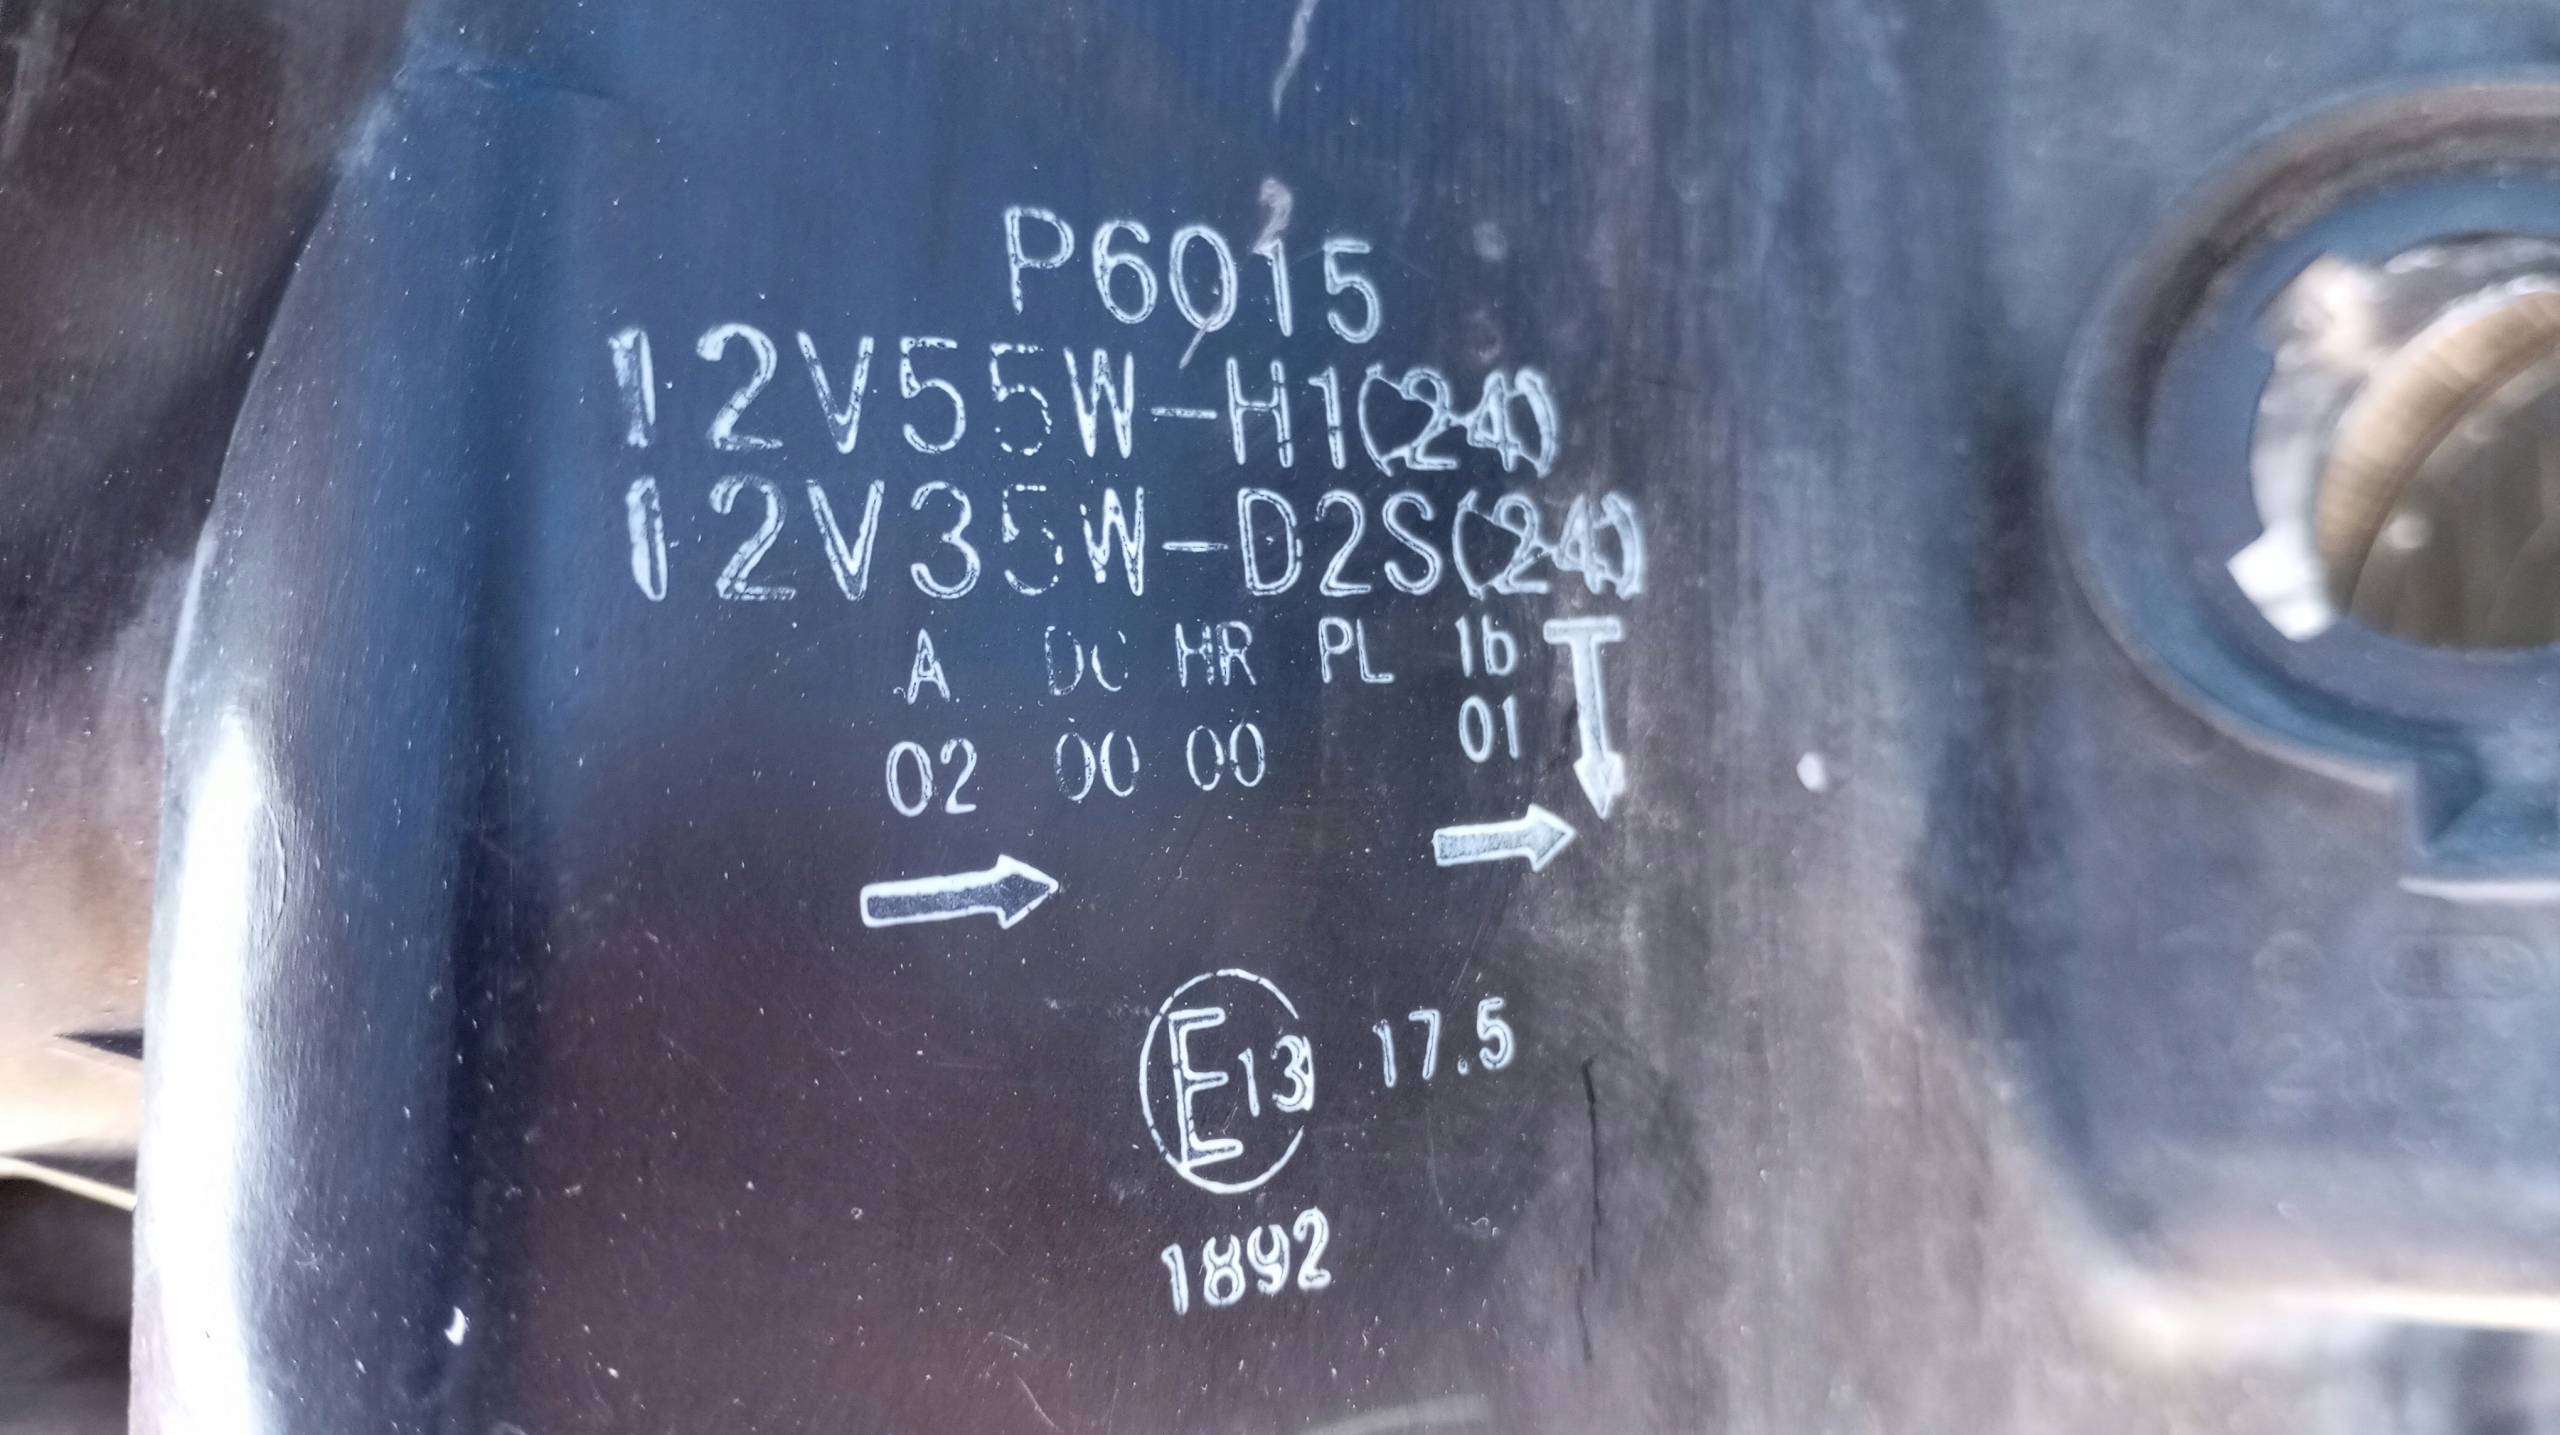 P6015
12V55W-H1(24)
12V35W-D2S(24)
A DC HR PL 1b
02 00 00 01
E13 17.5
1892